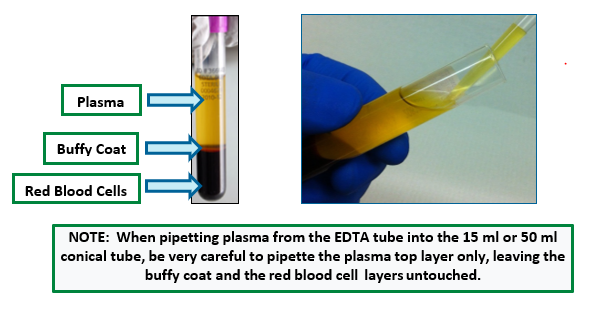 Plasma
Buffy Coat
Red Blood Cells
NOTE:  When pipetting plasma from the EDTA tube into the 15 ml or 50 ml
conical tube, be very careful to pipette the plasma top layer only, leaving the
buffy coat and the red blood cell  layers untouched.